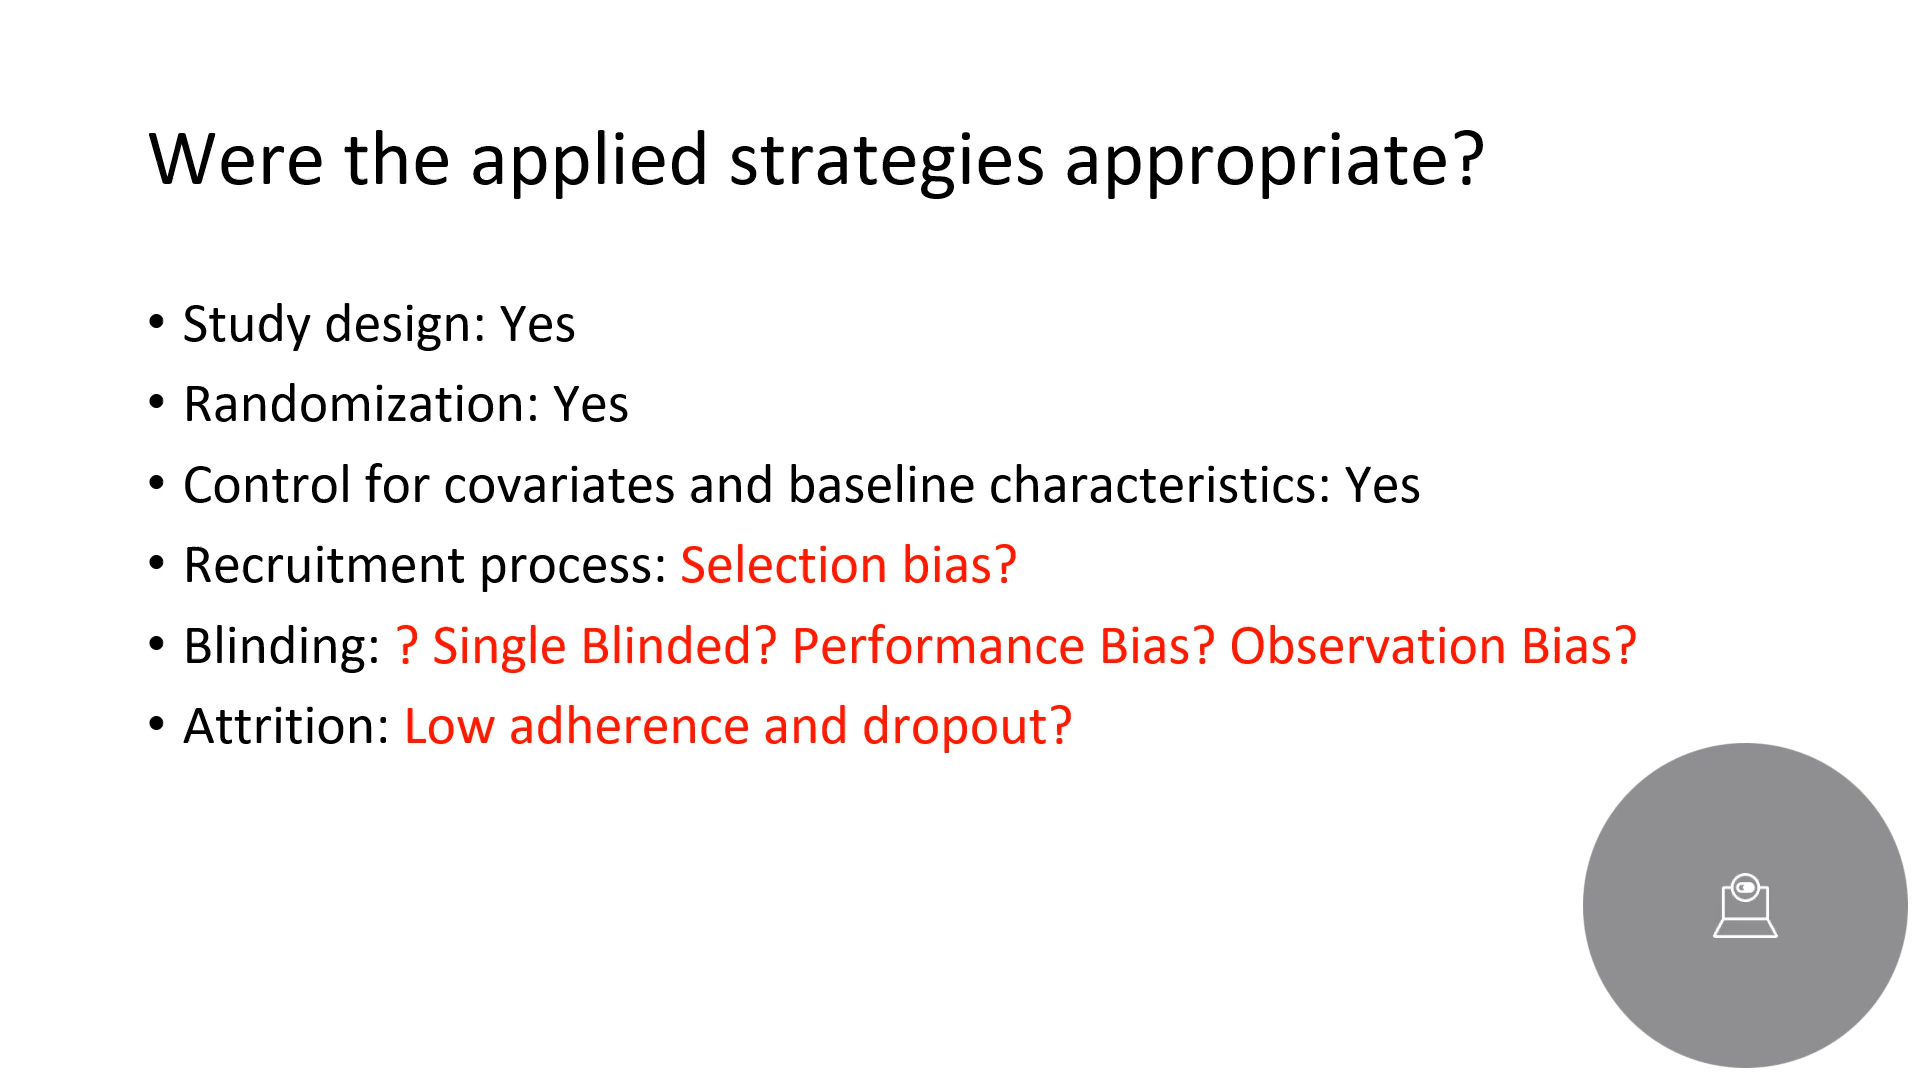 Were the applied strategies appropriate?
• Study design: Yes
• Randomization: Yes
• Control for covariates and baseline characteristics: Yes
• Recruitment process: Selection bias?
• Blinding: ? Single Blinded? Performance Bias? Observation Bias?
• Attrition: Low adherence and dropout?